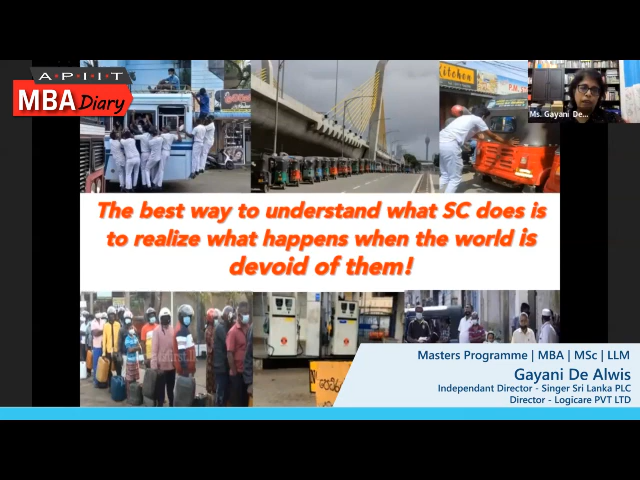 A·P·I·I·T
MBA Diary
Kitchen
Ms. Gayani De...
The best way to understand what SC does is
to realize what happens when the world is
devoid of them!
Masters Programme | MBA | MSc | LLM
Gayani De Alwis
Independant Director - Singer Sri Lanka PLC
Director - Logicare PVT LTD